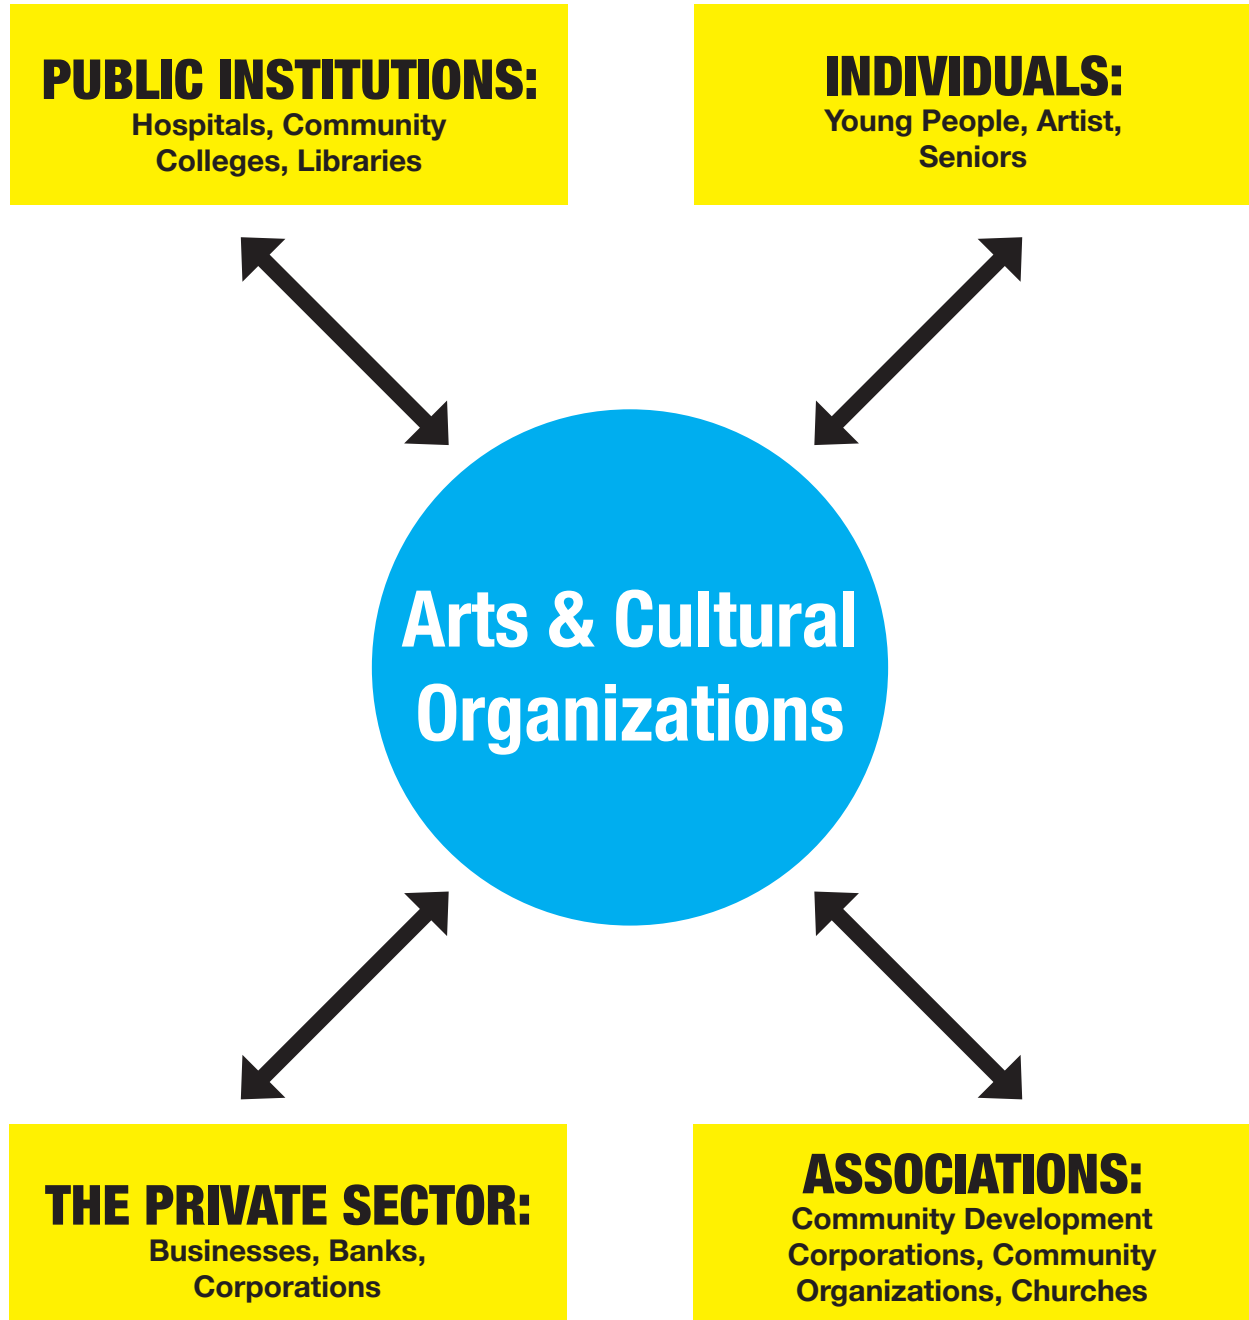 PUBLIC INSTITUTIONS:
Hospitals, Community
Colleges, Libraries
INDIVIDUALS:
Young People, Artist,
Seniors
Arts & Cultural
Organizations
THE PRIVATE SECTOR:
Businesses, Banks,
Corporations
ASSOCIATIONS:
Community Development
Corporations, Community
Organizations, Churches